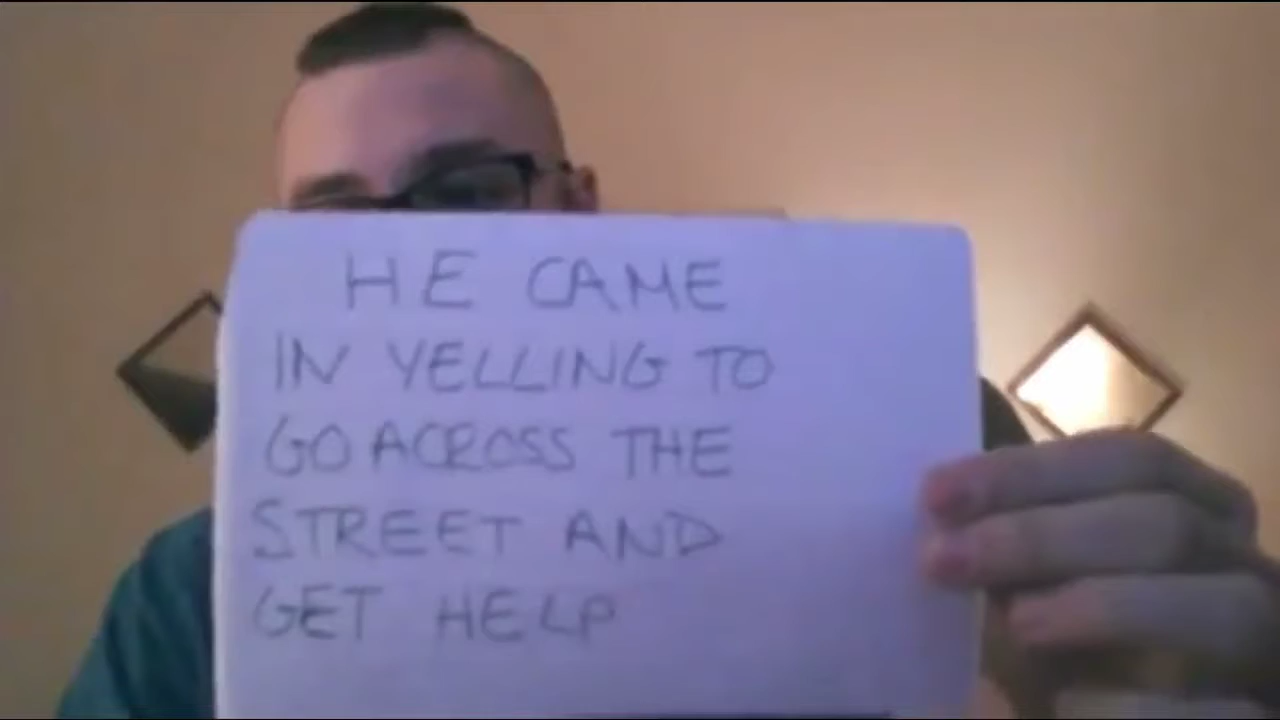 HE CAME
IN YELLING TO
GO ACROSS THE
STREET AND
GET HELP